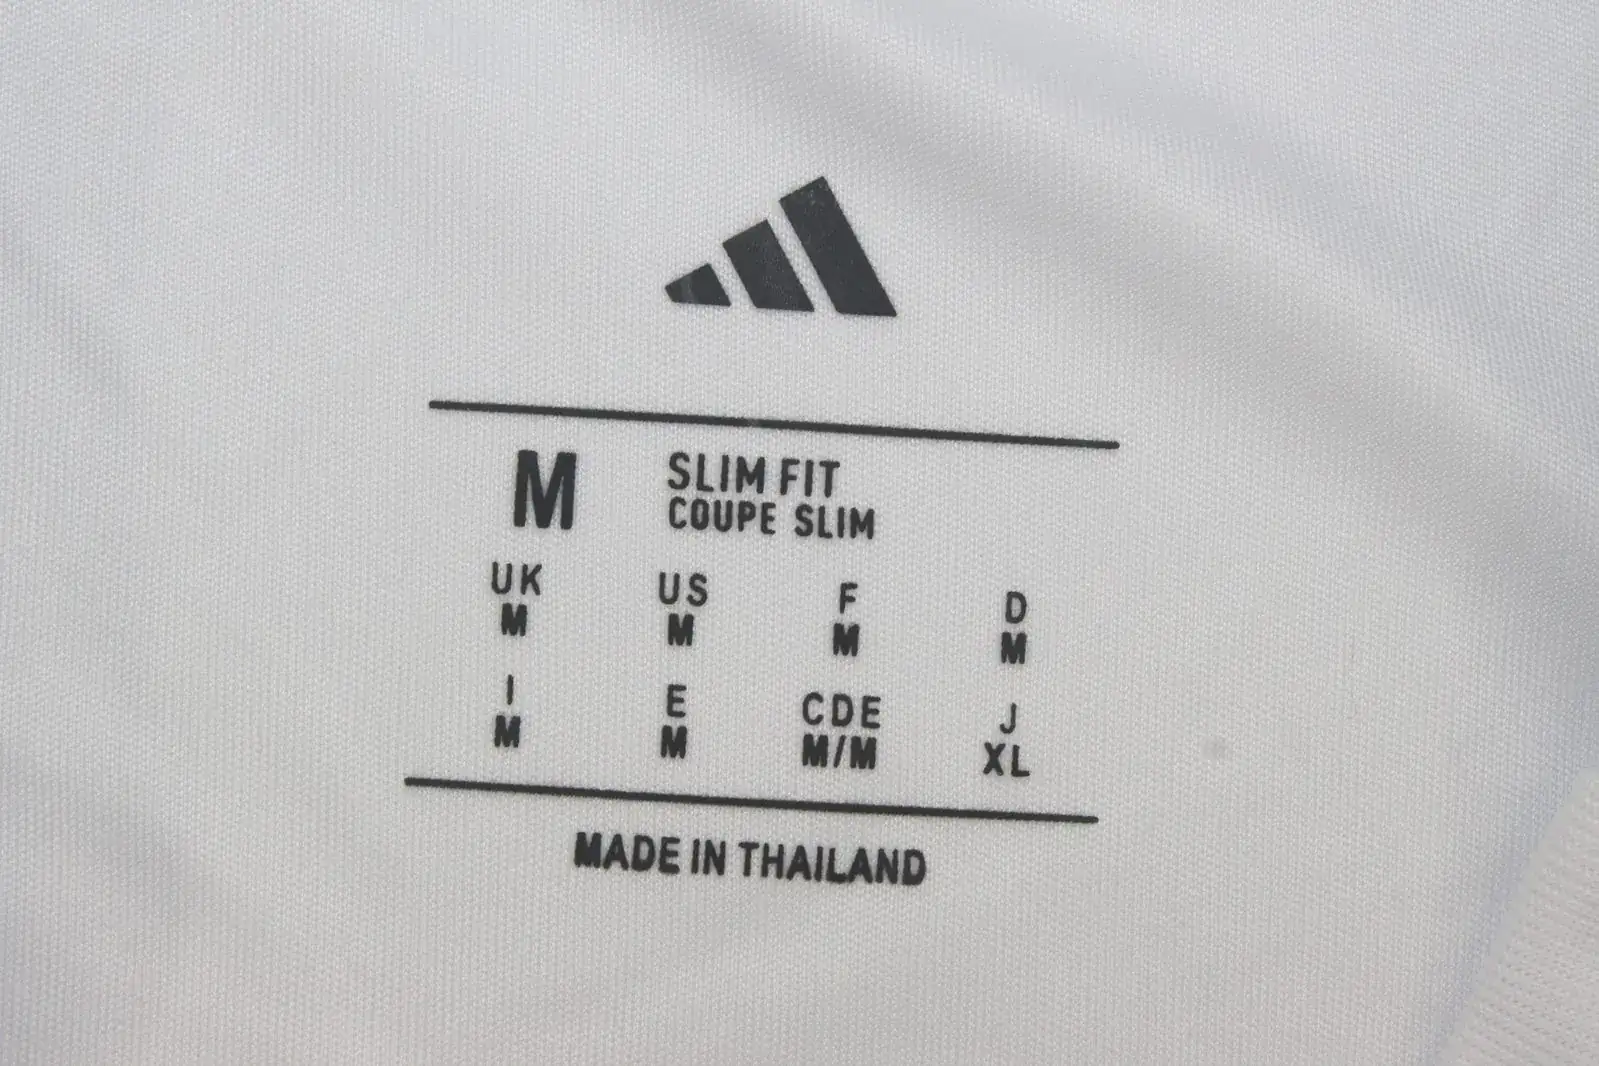 M
SLIM FIT
COUPE SLIM
UK US F D
M M M M
I E CDE J
M M M/M XL
MADE IN THAILAND